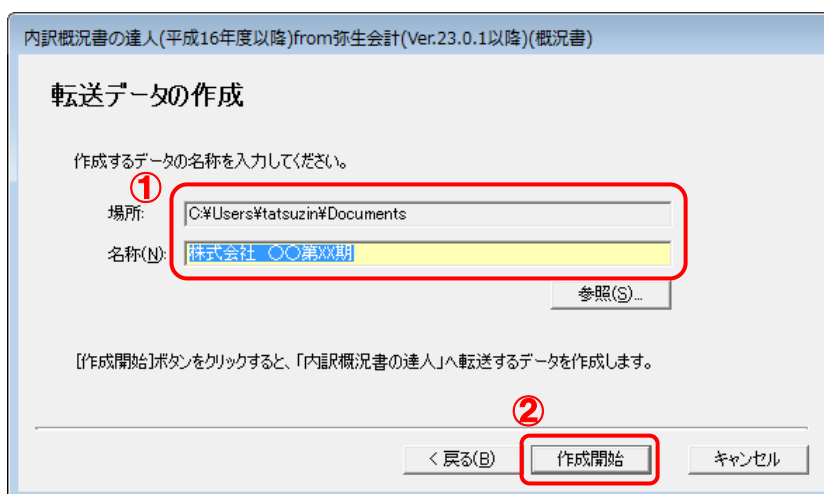 内訳概況書の達人(平成16年度以降)from弥生会計(Ver.23.0.1以降)(概況書)
転送データの作成
作成するデータの名称を入力してください。
①
場所: C:¥Users¥tatsuzin¥Documents
名称(N): 株式会社　〇〇第XX期
参照(S)...
[作成開始]ボタンをクリックすると、「内訳概況書の達人」へ転送するデータを作成します。
②
< 戻る(B) 作成開始 キャンセル